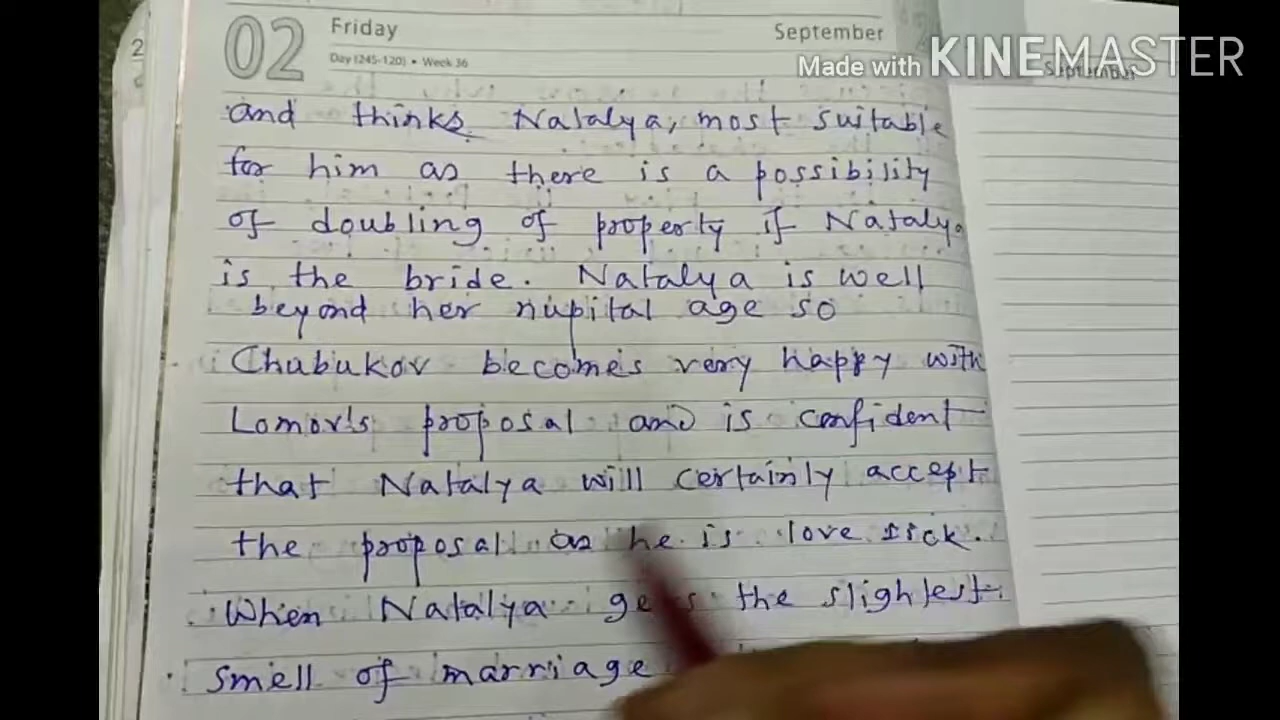 02 Friday September
Day (245-120) • Week 36
Made with KINEMASTER
September
and thinks Natalya, most suitable
for him as there is a possibility
of doubling of property if Natalya
is the bride. Natalya is well
beyond her nupital age so
Chubukov becomes very happy with
Lomov's proposal and is confident
that Natalya will certainly accept
the proposal as he is love sick.
When Natalya gets the slightest
smell of marriage